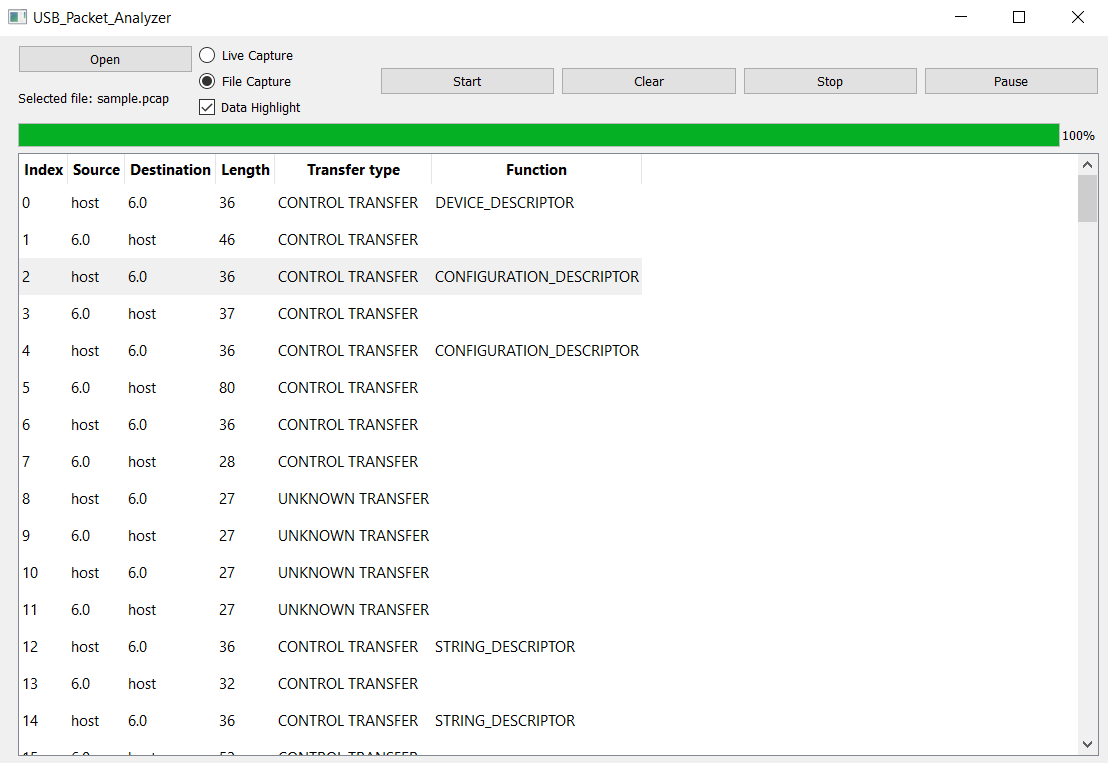 USB_Packet_Analyzer
Open
Live Capture
File Capture
Start
Clear
Stop
Pause
Selected file: sample.pcap
Data Highlight
100%
Index Source Destination Length Transfer type Function
0 host 6.0 36 CONTROL TRANSFER DEVICE_DESCRIPTOR
1 6.0 host 46 CONTROL TRANSFER
2 host 6.0 36 CONTROL TRANSFER CONFIGURATION_DESCRIPTOR
3 6.0 host 37 CONTROL TRANSFER
4 host 6.0 36 CONTROL TRANSFER CONFIGURATION_DESCRIPTOR
5 6.0 host 80 CONTROL TRANSFER
6 host 6.0 36 CONTROL TRANSFER
7 6.0 host 28 CONTROL TRANSFER
8 host 6.0 27 UNKNOWN TRANSFER
9 6.0 host 27 UNKNOWN TRANSFER
10 host 6.0 27 UNKNOWN TRANSFER
11 6.0 host 27 UNKNOWN TRANSFER
12 host 6.0 36 CONTROL TRANSFER STRING_DESCRIPTOR
13 6.0 host 32 CONTROL TRANSFER
14 host 6.0 36 CONTROL TRANSFER STRING_DESCRIPTOR